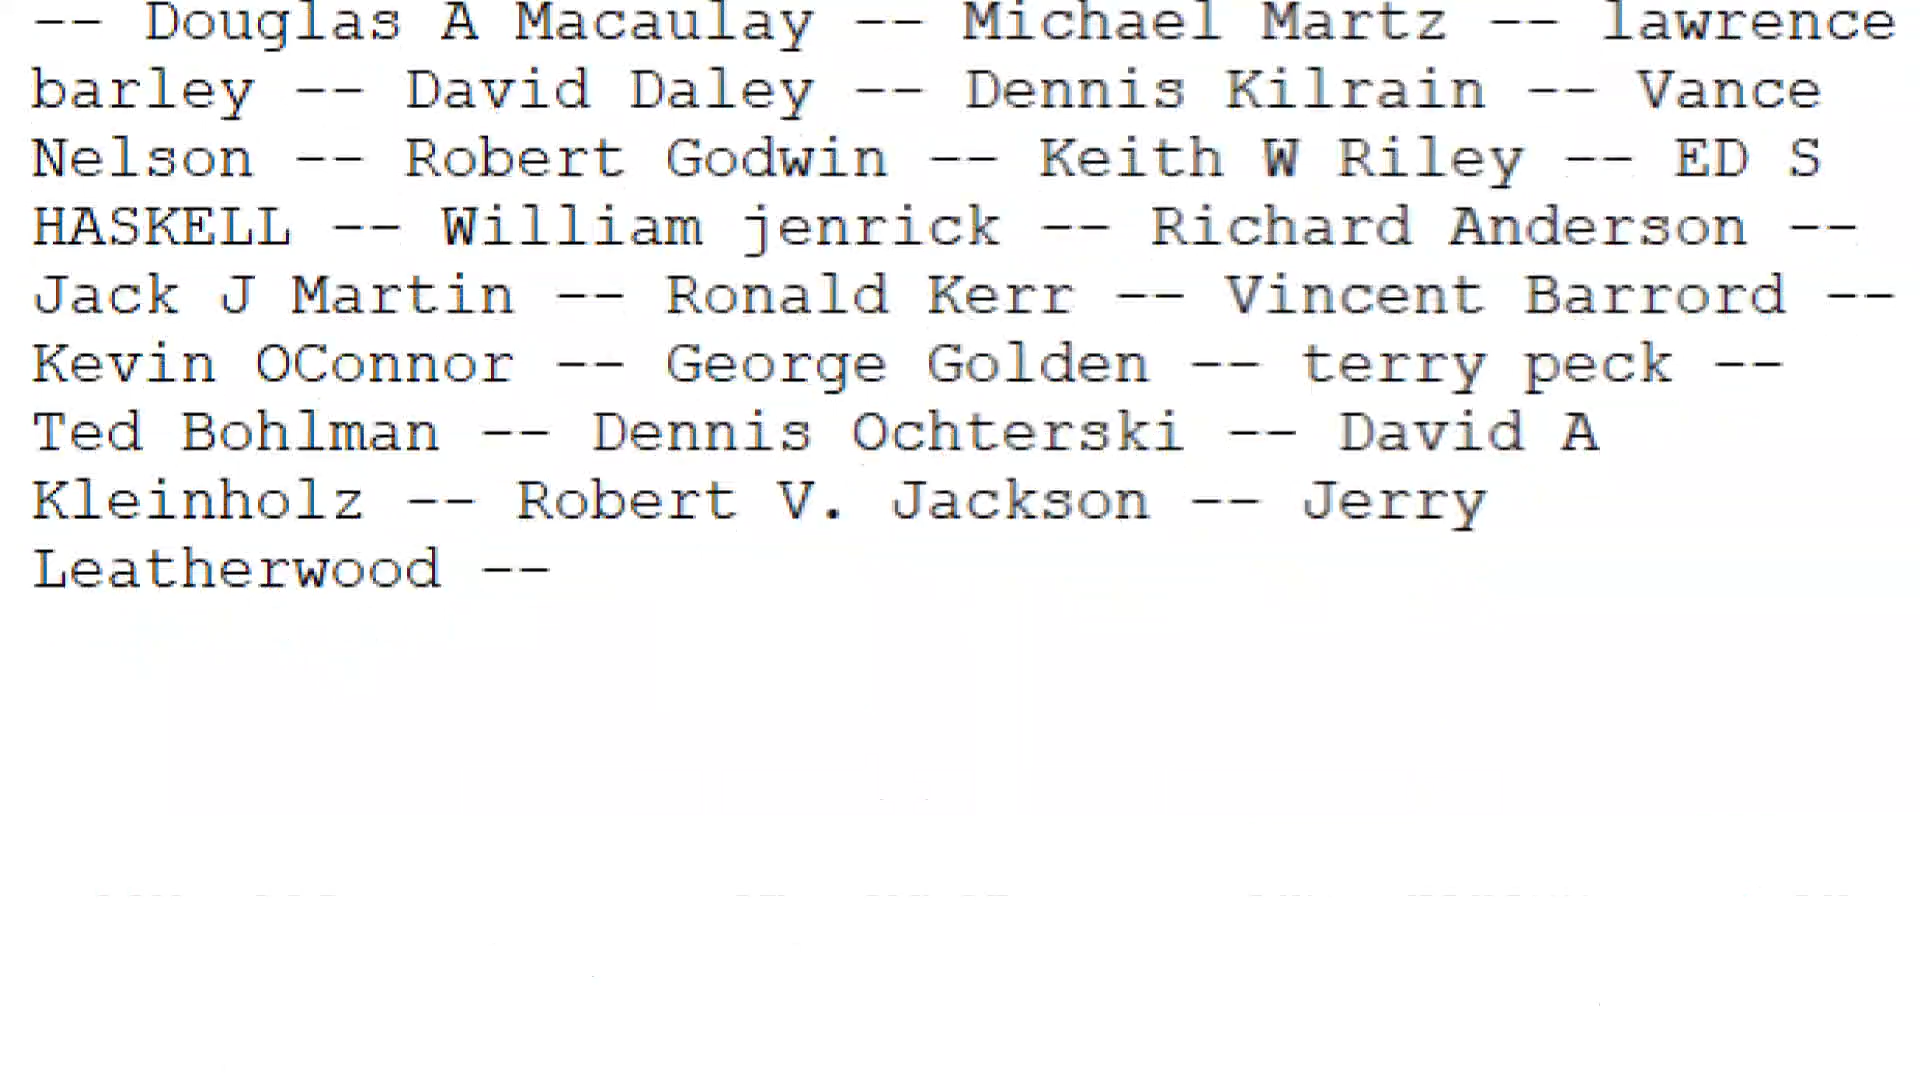 -- Douglas A Macaulay -- Michael Martz -- lawrence
barley -- David Daley -- Dennis Kilrain -- Vance
Nelson -- Robert Godwin -- Keith W Riley -- ED S
HASKELL -- William jenrick -- Richard Anderson --
Jack J Martin -- Ronald Kerr -- Vincent Barrord --
Kevin OConnor -- George Golden -- terry peck --
Ted Bohlman -- Dennis Ochterski -- David A
Kleinholz -- Robert V. Jackson -- Jerry
Leatherwood --